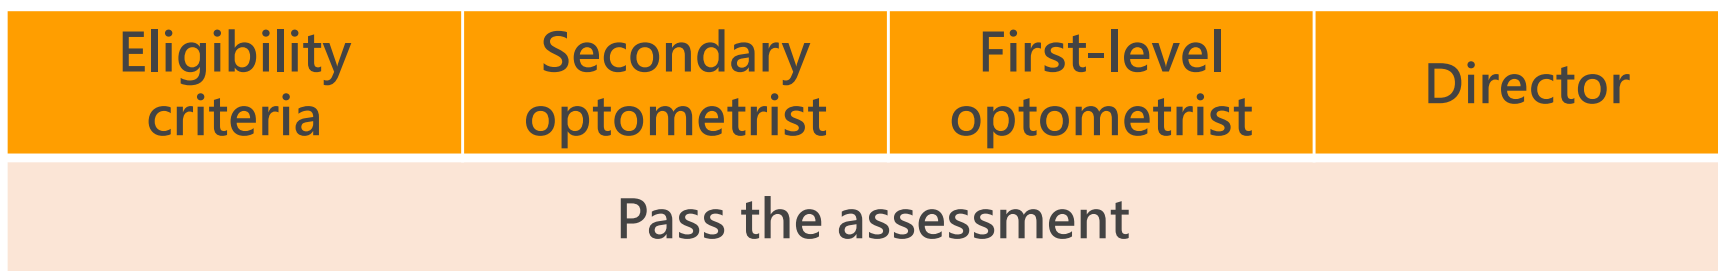 Eligibility
criteria
Secondary
optometrist
First-level
optometrist
Director
Pass the assessment